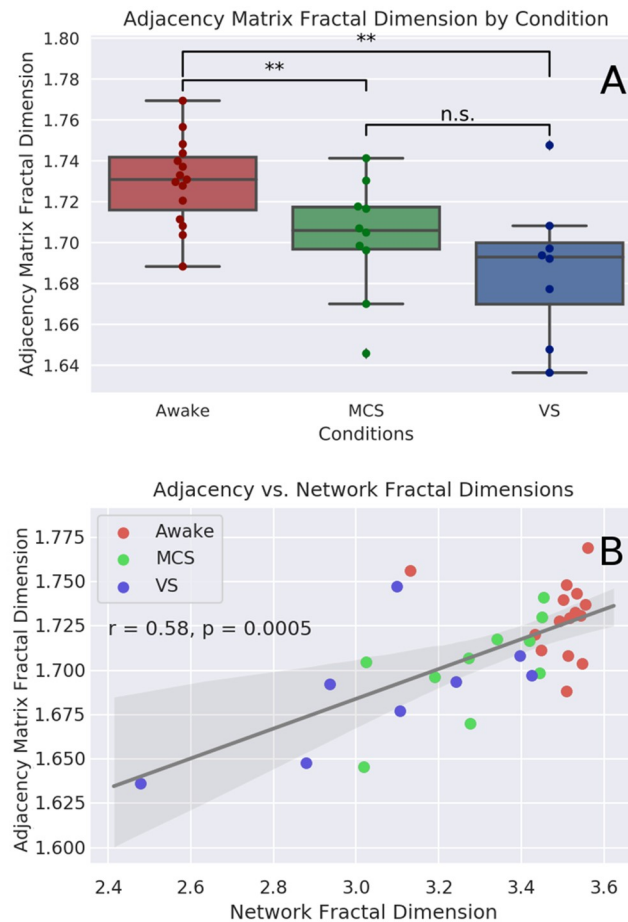 Adjacency Matrix Fractal Dimension by Condition
Adjacency Matrix Fractal Dimension
1.80
1.78
1.76
1.74
1.72
1.70
1.68
1.66
1.64
**
**
n.s.
A
Awake
MCS
VS
Conditions
Adjacency vs. Network Fractal Dimensions
Adjacency Matrix Fractal Dimension
1.775
1.750
1.725
1.700
1.675
1.650
1.625
1.600
Awake
MCS
VS
B
r = 0.58, p = 0.0005
2.4
2.6
2.8
3.0
3.2
3.4
3.6
Network Fractal Dimension